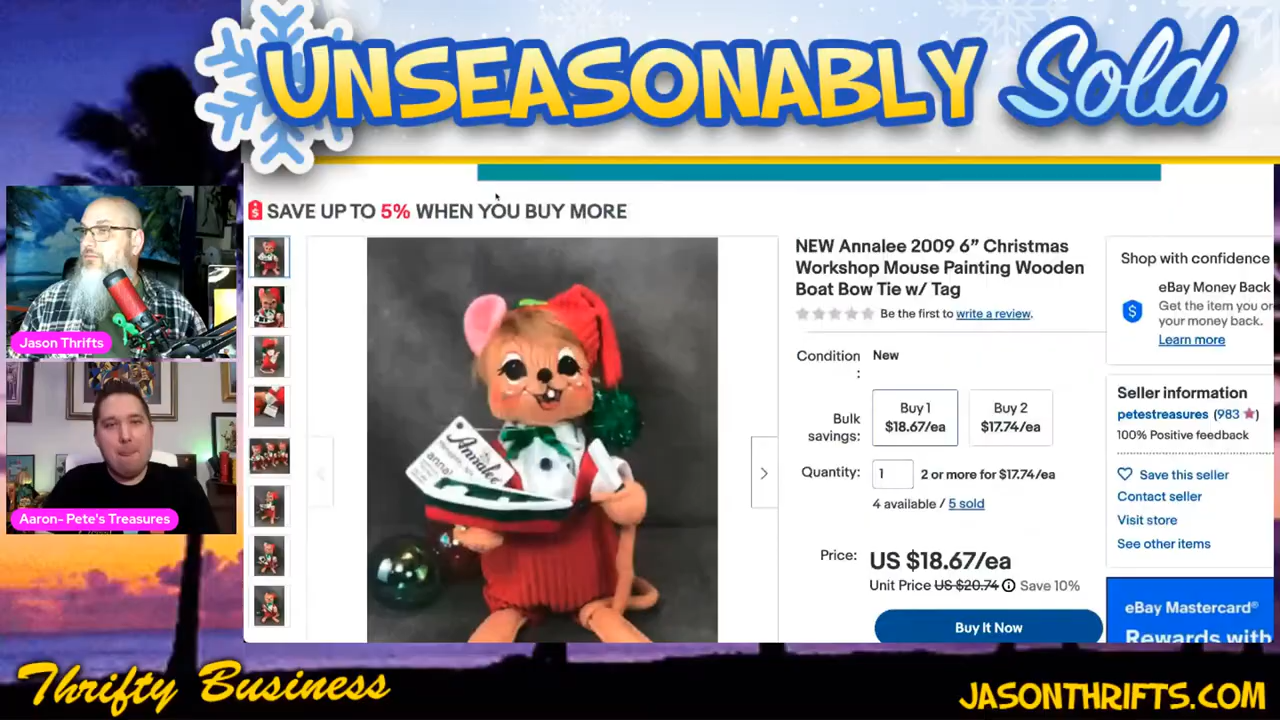 UNSEASONABLY Sold
SAVE UP TO 5% WHEN YOU BUY MORE
NEW Annalee 2009 6” Christmas
Workshop Mouse Painting Wooden
Boat Bow Tie w/ Tag
Be the first to write a review.
Condition
:
New
Bulk
savings:
Buy 1
$18.67/ea
Buy 2
$17.74/ea
Quantity:
1
2 or more for $17.74/ea
4 available / 5 sold
Price:
US $18.67/ea
Unit Price US $20.74 Save 10%
Buy It Now
Shop with confidence
eBay Money Back
Get the item you or
your money back.
Learn more
Seller information
petestreasures (983)
100% Positive feedback
Save this seller
Contact seller
Visit store
See other items
eBay Mastercard®
Rewards with
Annalee
Jason Thrifts
Aaron- Pete's Treasures
Thrifty Business
JASONTHRIFTS.COM